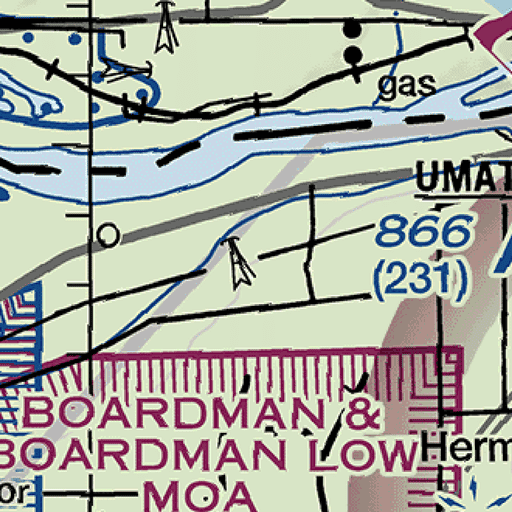 gas
UMAT
866
(231)
BOARDMAN &
BOARDMAN LOW
Herm
or
MOA